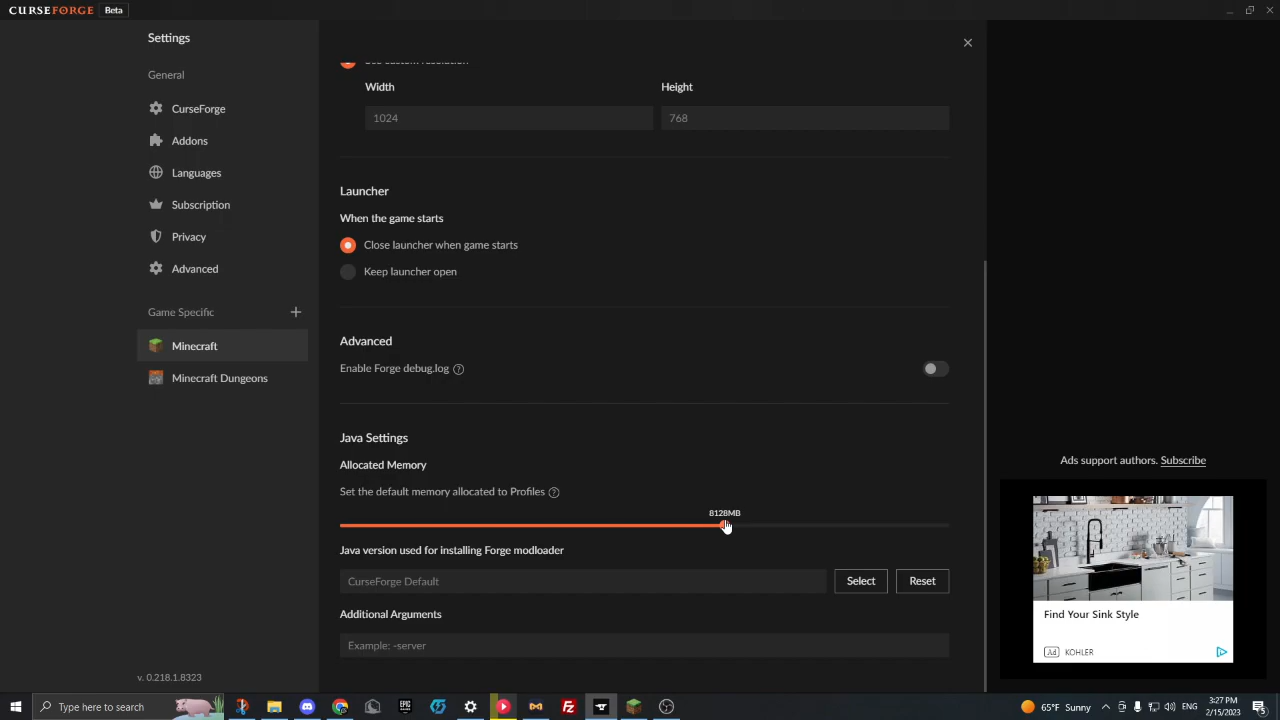 CURSEFORGE Beta
Settings
General
CurseForge
Addons
Languages
Subscription
Privacy
Advanced
Game Specific
Minecraft
Minecraft Dungeons
v. 0.218.1.8323
Width
Height
1024
768
Launcher
When the game starts
Close launcher when game starts
Keep launcher open
Advanced
Enable Forge debug.log ?
Java Settings
Allocated Memory
Set the default memory allocated to Profiles ?
8128MB
Java version used for installing Forge modloader
CurseForge Default
Select
Reset
Additional Arguments
Example: -server
Ads support authors. Subscribe
Find Your Sink Style
Ad KOHLER
Type here to search
EPIC
65°F Sunny
ENG
3:27 PM
2/15/2023